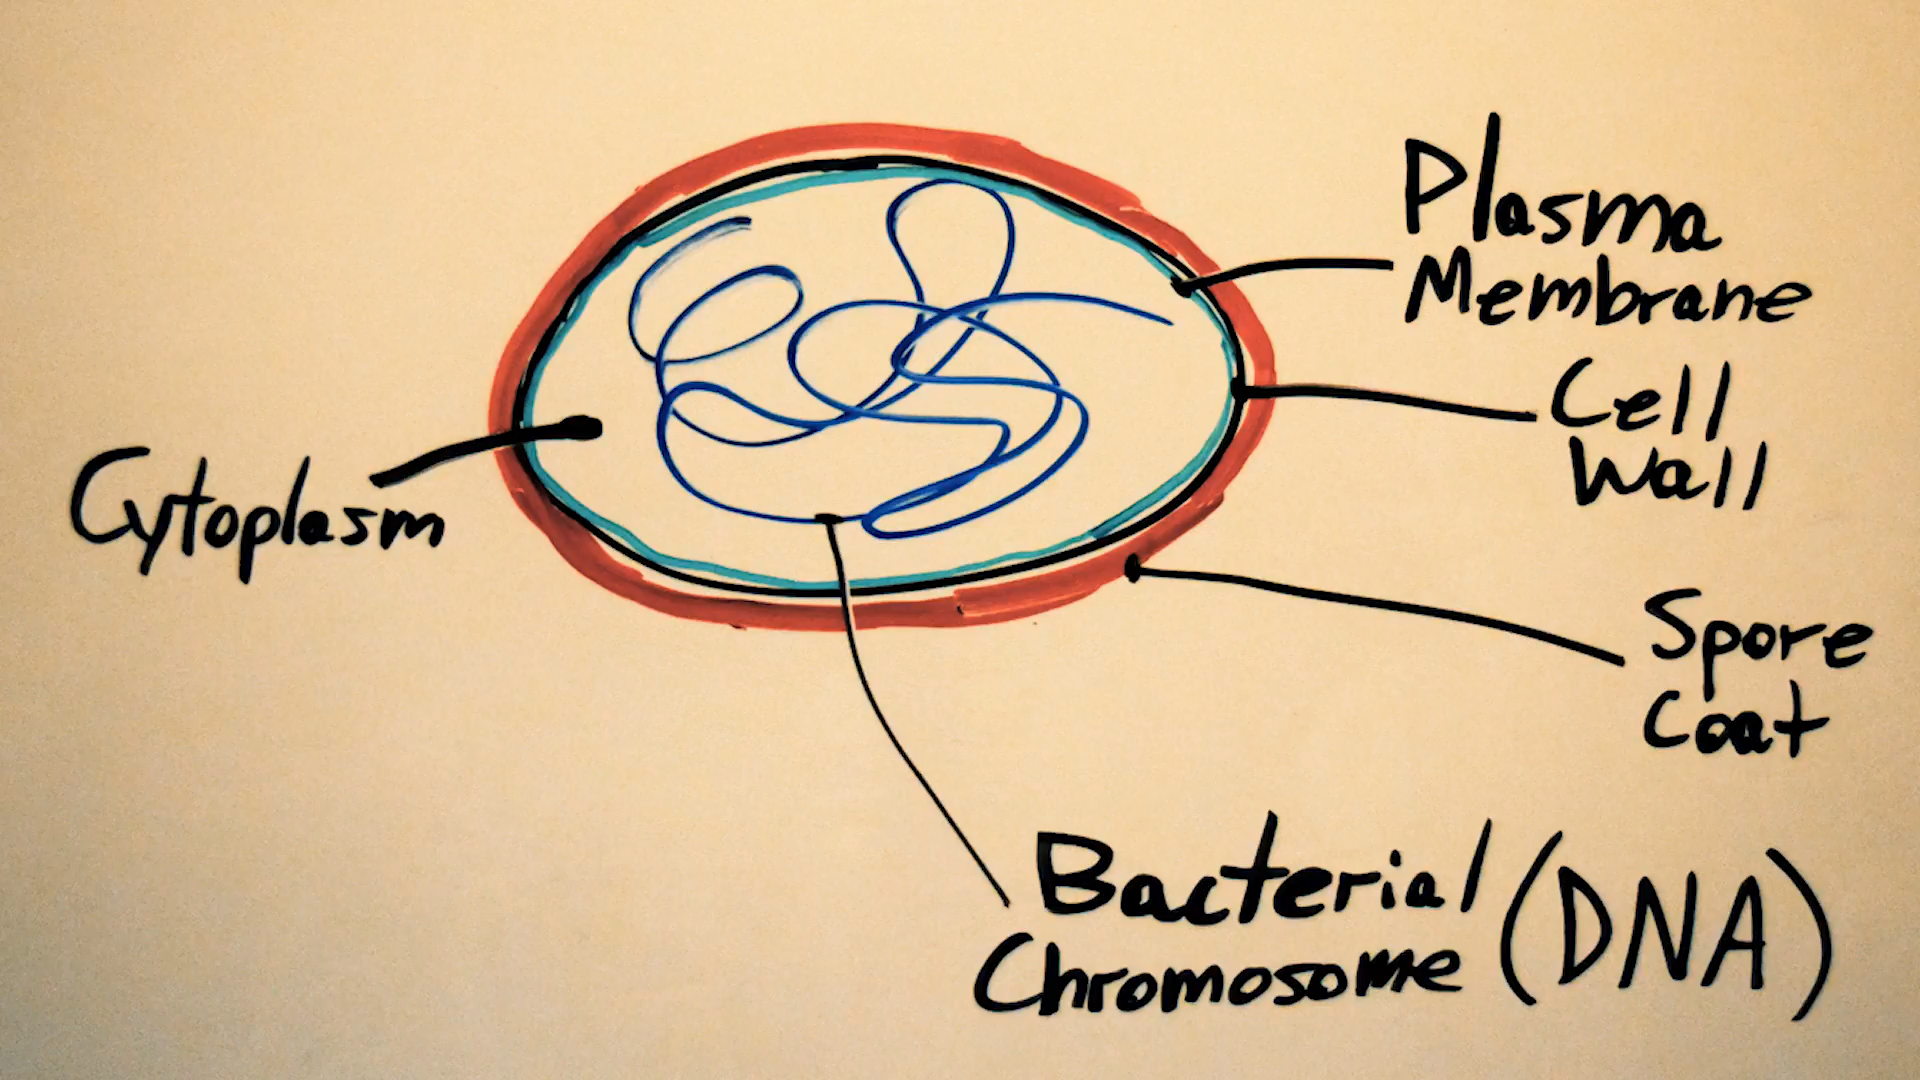 Plasma
Membrane
Cell
Wall
Cytoplasm
Spore
Coat
Bacterial (DNA)
Chromosome